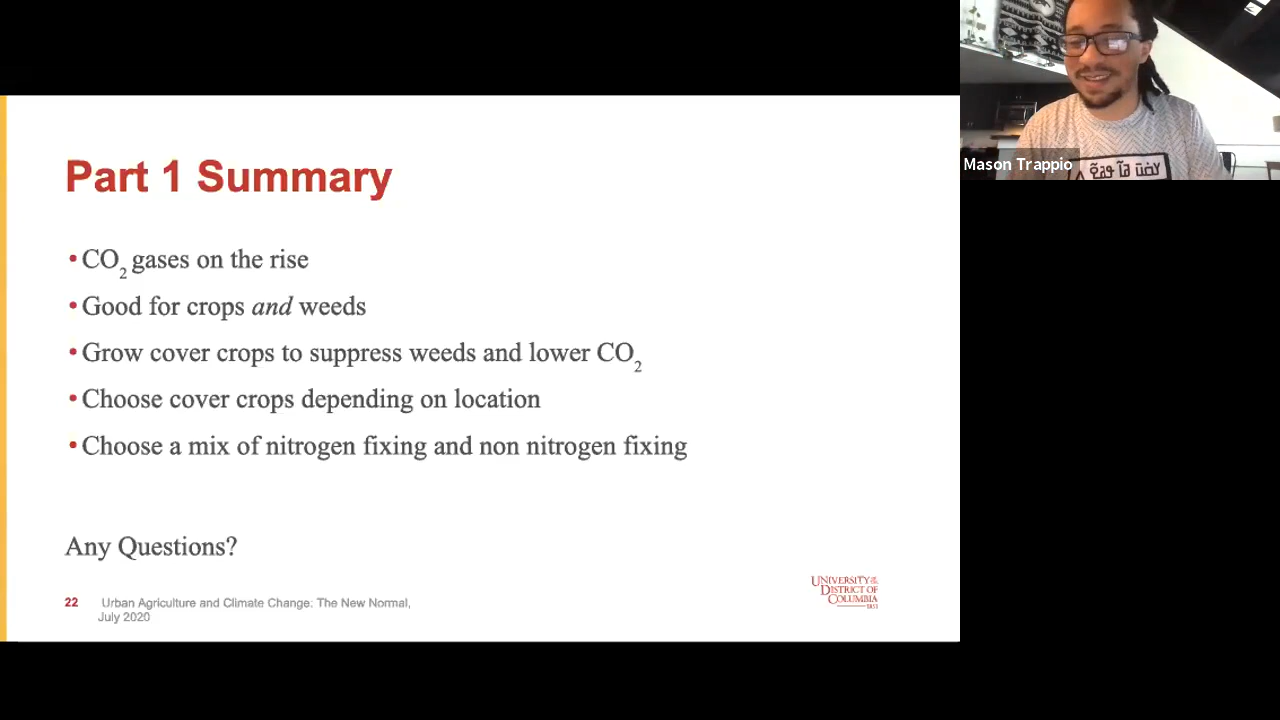 Part 1 Summary
•CO₂ gases on the rise
•Good for crops and weeds
•Grow cover crops to suppress weeds and lower CO₂
•Choose cover crops depending on location
•Choose a mix of nitrogen fixing and non nitrogen fixing
Any Questions?
22 Urban Agriculture and Climate Change: The New Normal,
July 2020
UNIVERSITY OF THE
DISTRICT OF
COLUMBIA
1851
Mason Trappio